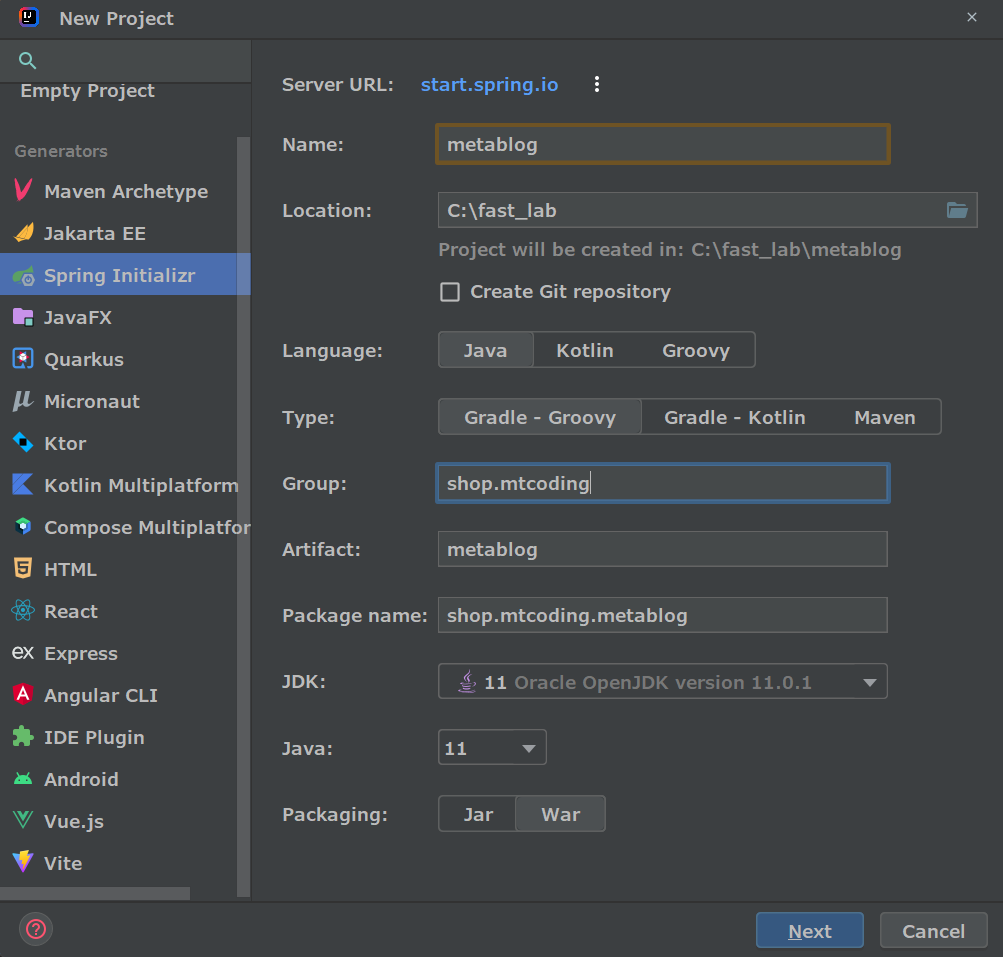 New Project
Empty Project
Generators
Maven Archetype
Jakarta EE
Spring Initializr
JavaFX
Quarkus
Micronaut
Ktor
Kotlin Multiplatform
Compose Multiplatfor
HTML
React
Express
Angular CLI
IDE Plugin
Android
Vue.js
Vite
Server URL: start.spring.io
Name: metablog
Location: C:\fast_lab
Project will be created in: C:\fast_lab\metablog
Create Git repository
Language: Java Kotlin Groovy
Type: Gradle - Groovy Gradle - Kotlin Maven
Group: shop.mtcoding
Artifact: metablog
Package name: shop.mtcoding.metablog
JDK: 11 Oracle OpenJDK version 11.0.1
Java: 11
Packaging: Jar War
? Next Cancel